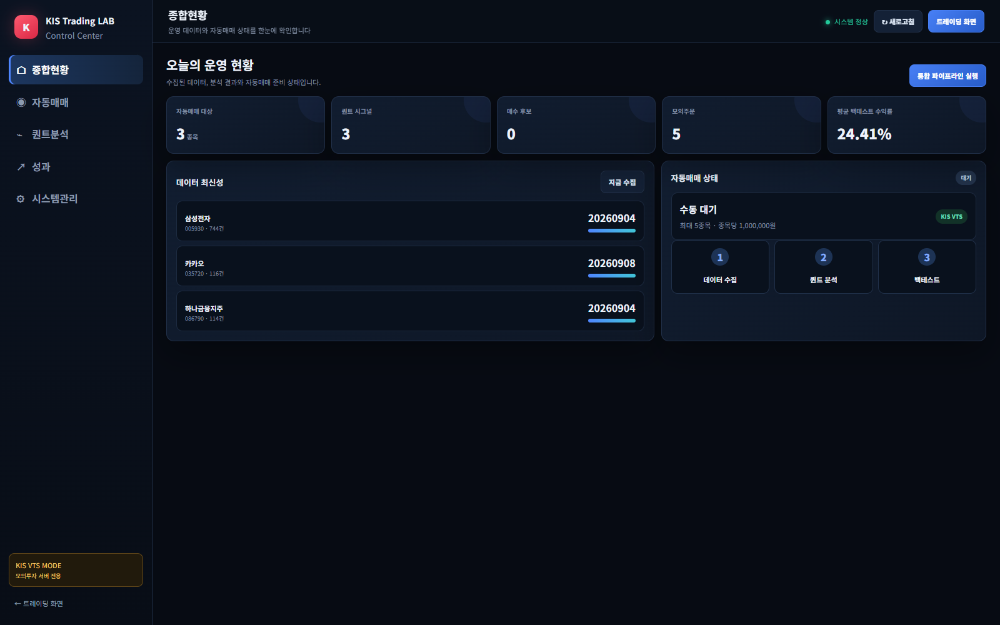 K
KIS Trading LAB
Control Center
종합현황
자동매매
퀀트분석
성과
시스템관리
KIS VTS MODE
모의투자 서버 전용
← 트레이딩 화면
종합현황
운영 데이터와 자동매매 상태를 한눈에 확인합니다
시스템 정상
↻ 새로고침
트레이딩 화면
오늘의 운영 현황
수집된 데이터, 분석 결과와 자동매매 준비 상태입니다.
통합 파이프라인 실행
자동매매 대상
3 종목
퀀트 시그널
3
매수 후보
0
모의주문
5
평균 백테스트 수익률
24.41%
데이터 최신성
지금 수집
삼성전자
005930 · 744건
20260904
카카오
035720 · 116건
20260908
하나금융지주
086790 · 114건
20260904
자동매매 상태
대기
수동 대기
최대 5종목 · 종목당 1,000,000원
KIS VTS
1
데이터 수집
2
퀀트 분석
3
백테스트